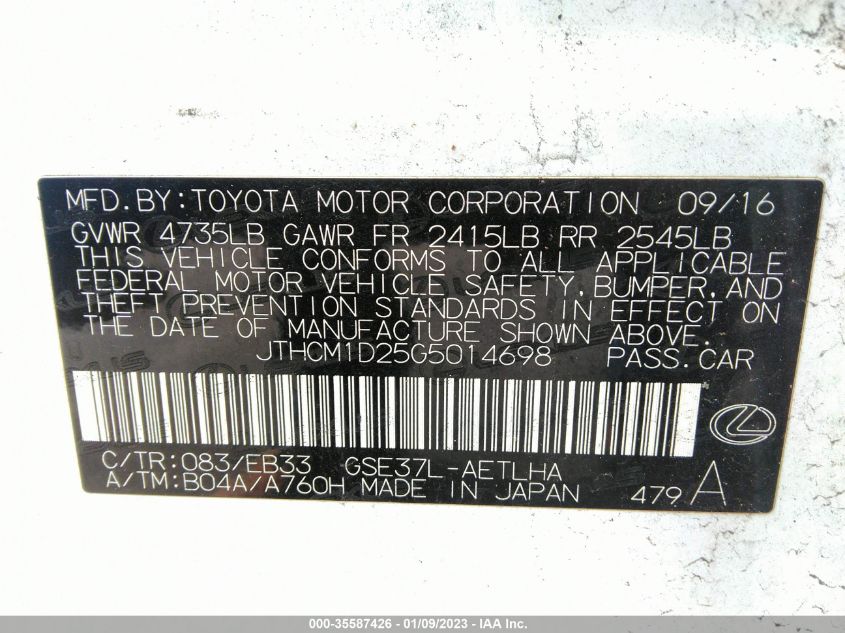 MFD.BY:TOYOTA MOTOR CORPORATION 09/16
GVWR 4735LB GAWR FR 2415LB RR 2545LB
THIS VEHICLE CONFORMS TO ALL APPLICABLE
FEDERAL MOTOR VEHICLE SAFETY,BUMPER,AND
THEFT PREVENTION STANDARDS IN EFFECT ON
THE DATE OF MANUFACTURE SHOWN ABOVE.
JTHCM1D25G5014698 PASS.CAR
C/TR:083/EB33 GSE37L-AETLHA
A/TM:B04A/A760H MADE IN JAPAN 479 A
000-35587426 - 01/09/2023 - IAA Inc.